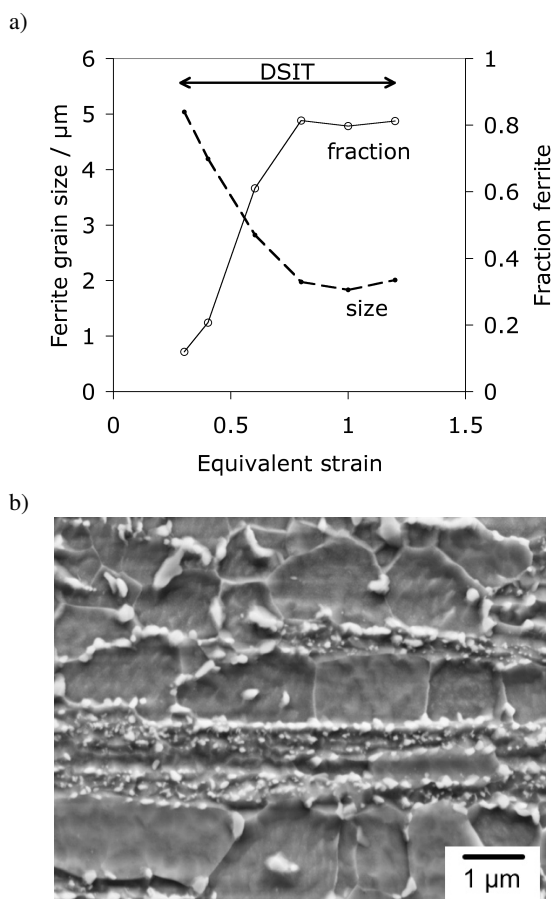 a)
DSIT
6
5
4
3
2
1
0
Ferrite grain size / µm
1
0.8
0.6
0.4
0.2
0
Fraction ferrite
fraction
size
0
0.5
1
1.5
Equivalent strain
b)
1 µm